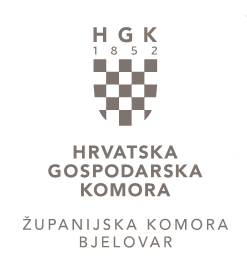 HGK
1852
HRVATSKA
GOSPODARSKA
KOMORA
ŽUPANIJSKA KOMORA
BJELOVAR